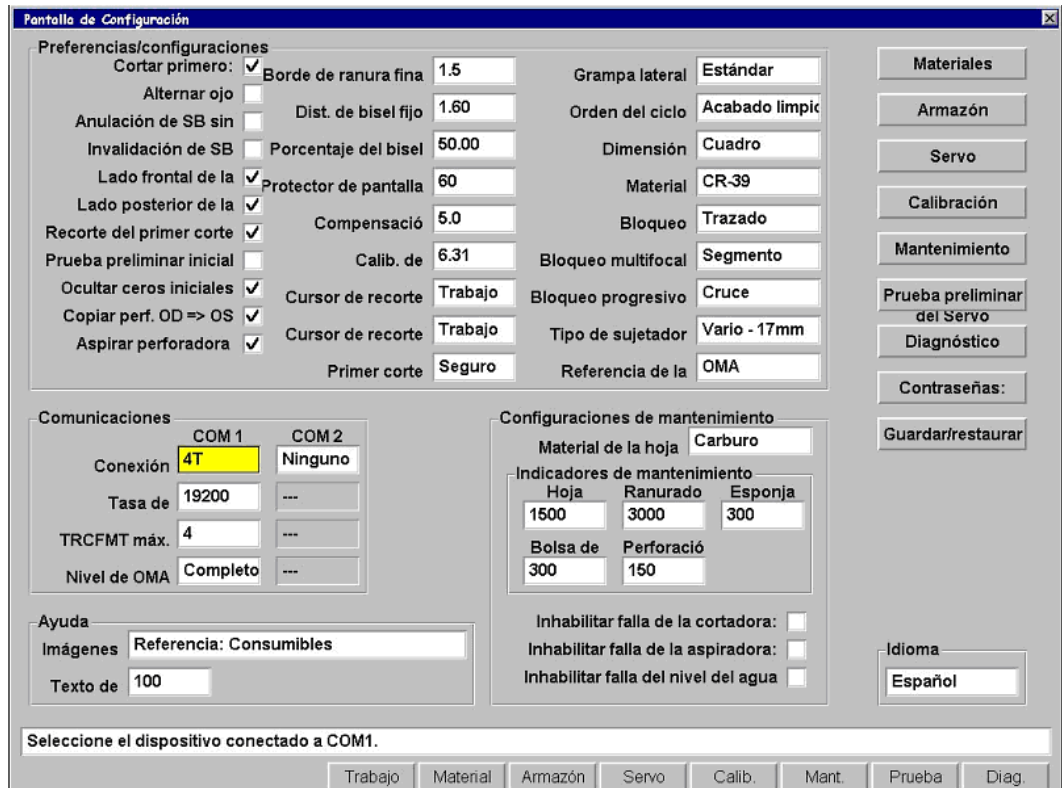 Pantalla de Configuración
Preferencias/configuraciones
Cortar primero:
Alternar ojo
Anulación de SB sin
Invalidación de SB
Lado frontal de la
Lado posterior de la
Recorte del primer corte
Prueba preliminar inicial
Ocultar ceros iniciales
Copiar perf. OD => OS
Aspirar perforadora
Borde de ranura fina 1.5
Dist. de bisel fijo 1.60
Porcentaje del bisel 50.00
Protector de pantalla 60
Compensació 5.0
Calib. de 6.31
Cursor de recorte Trabajo
Cursor de recorte Trabajo
Primer corte Seguro
Grampa lateral Estándar
Orden del ciclo Acabado limpic
Dimensión Cuadro
Material CR-39
Bloqueo Trazado
Bloqueo multifocal Segmento
Bloqueo progresivo Cruce
Tipo de sujetador Vario - 17mm
Referencia de la OMA
Materiales
Armazón
Servo
Calibración
Mantenimiento
Prueba preliminar
del Servo
Diagnóstico
Contraseñas:
Guardar/restaurar
Comunicaciones
COM 1 COM 2
Conexión 4T Ninguno
Tasa de 19200 ---
TRCFMT máx. 4 ---
Nivel de OMA Completo ---
Configuraciones de mantenimiento
Material de la hoja Carburo
Indicadores de mantenimiento
Hoja Ranurado Esponja
1500 3000 300
Bolsa de Perforació
300 150
Inhabilitar falla de la cortadora:
Inhabilitar falla de la aspiradora:
Inhabilitar falla del nivel del agua
Ayuda
Imágenes Referencia: Consumibles
Texto de 100
Idioma
Español
Seleccione el dispositivo conectado a COM1.
Trabajo Material Armazón Servo Calib. Mant. Prueba Diag.